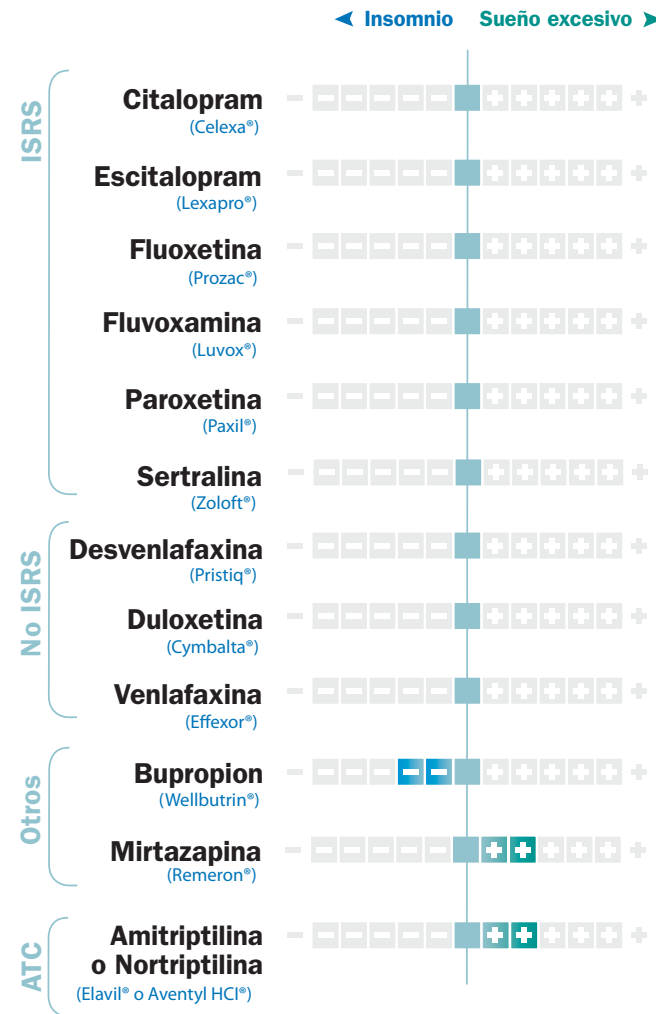 Insomnio Sueño excesivo
ISRS
Citalopram
(Celexa®)
Escitalopram
(Lexapro®)
Fluoxetina
(Prozac®)
Fluvoxamina
(Luvox®)
Paroxetina
(Paxil®)
Sertralina
(Zoloft®)
No ISRS
Desvenlafaxina
(Pristiq®)
Duloxetina
(Cymbalta®)
Venlafaxina
(Effexor®)
Otros
Bupropion
(Wellbutrin®)
Mirtazapina
(Remeron®)
ATC
Amitriptilina
o Nortriptilina
(Elavil® o Aventyl HCI®)